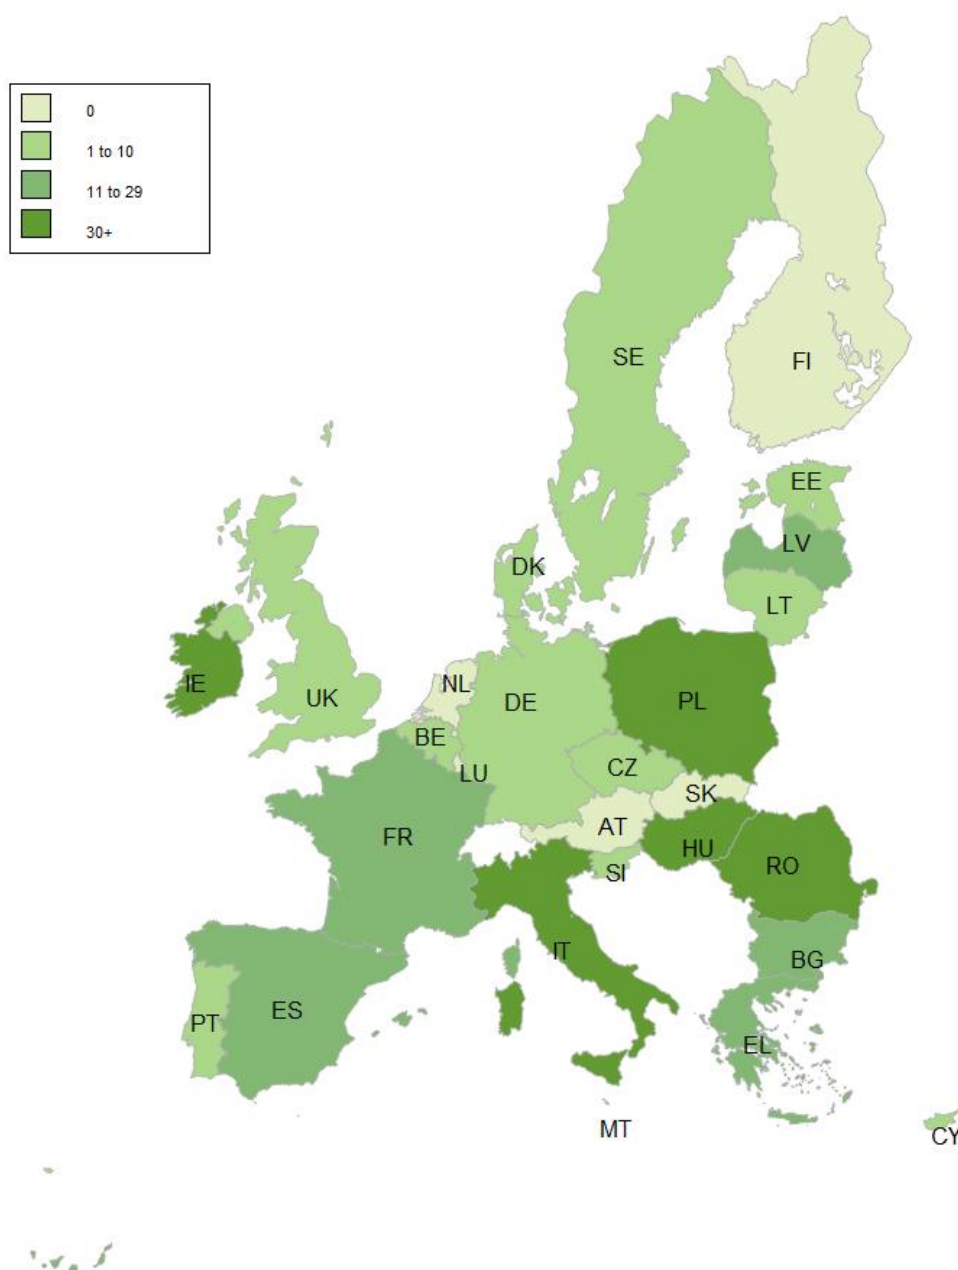 0
1 to 10
11 to 29
30+
SE
FI
EE
LV
DK
LT
IE
UK
NL
DE
PL
BE
LU
CZ
SK
AT
FR
HU
SI
RO
IT
BG
PT
ES
EL
MT
CY